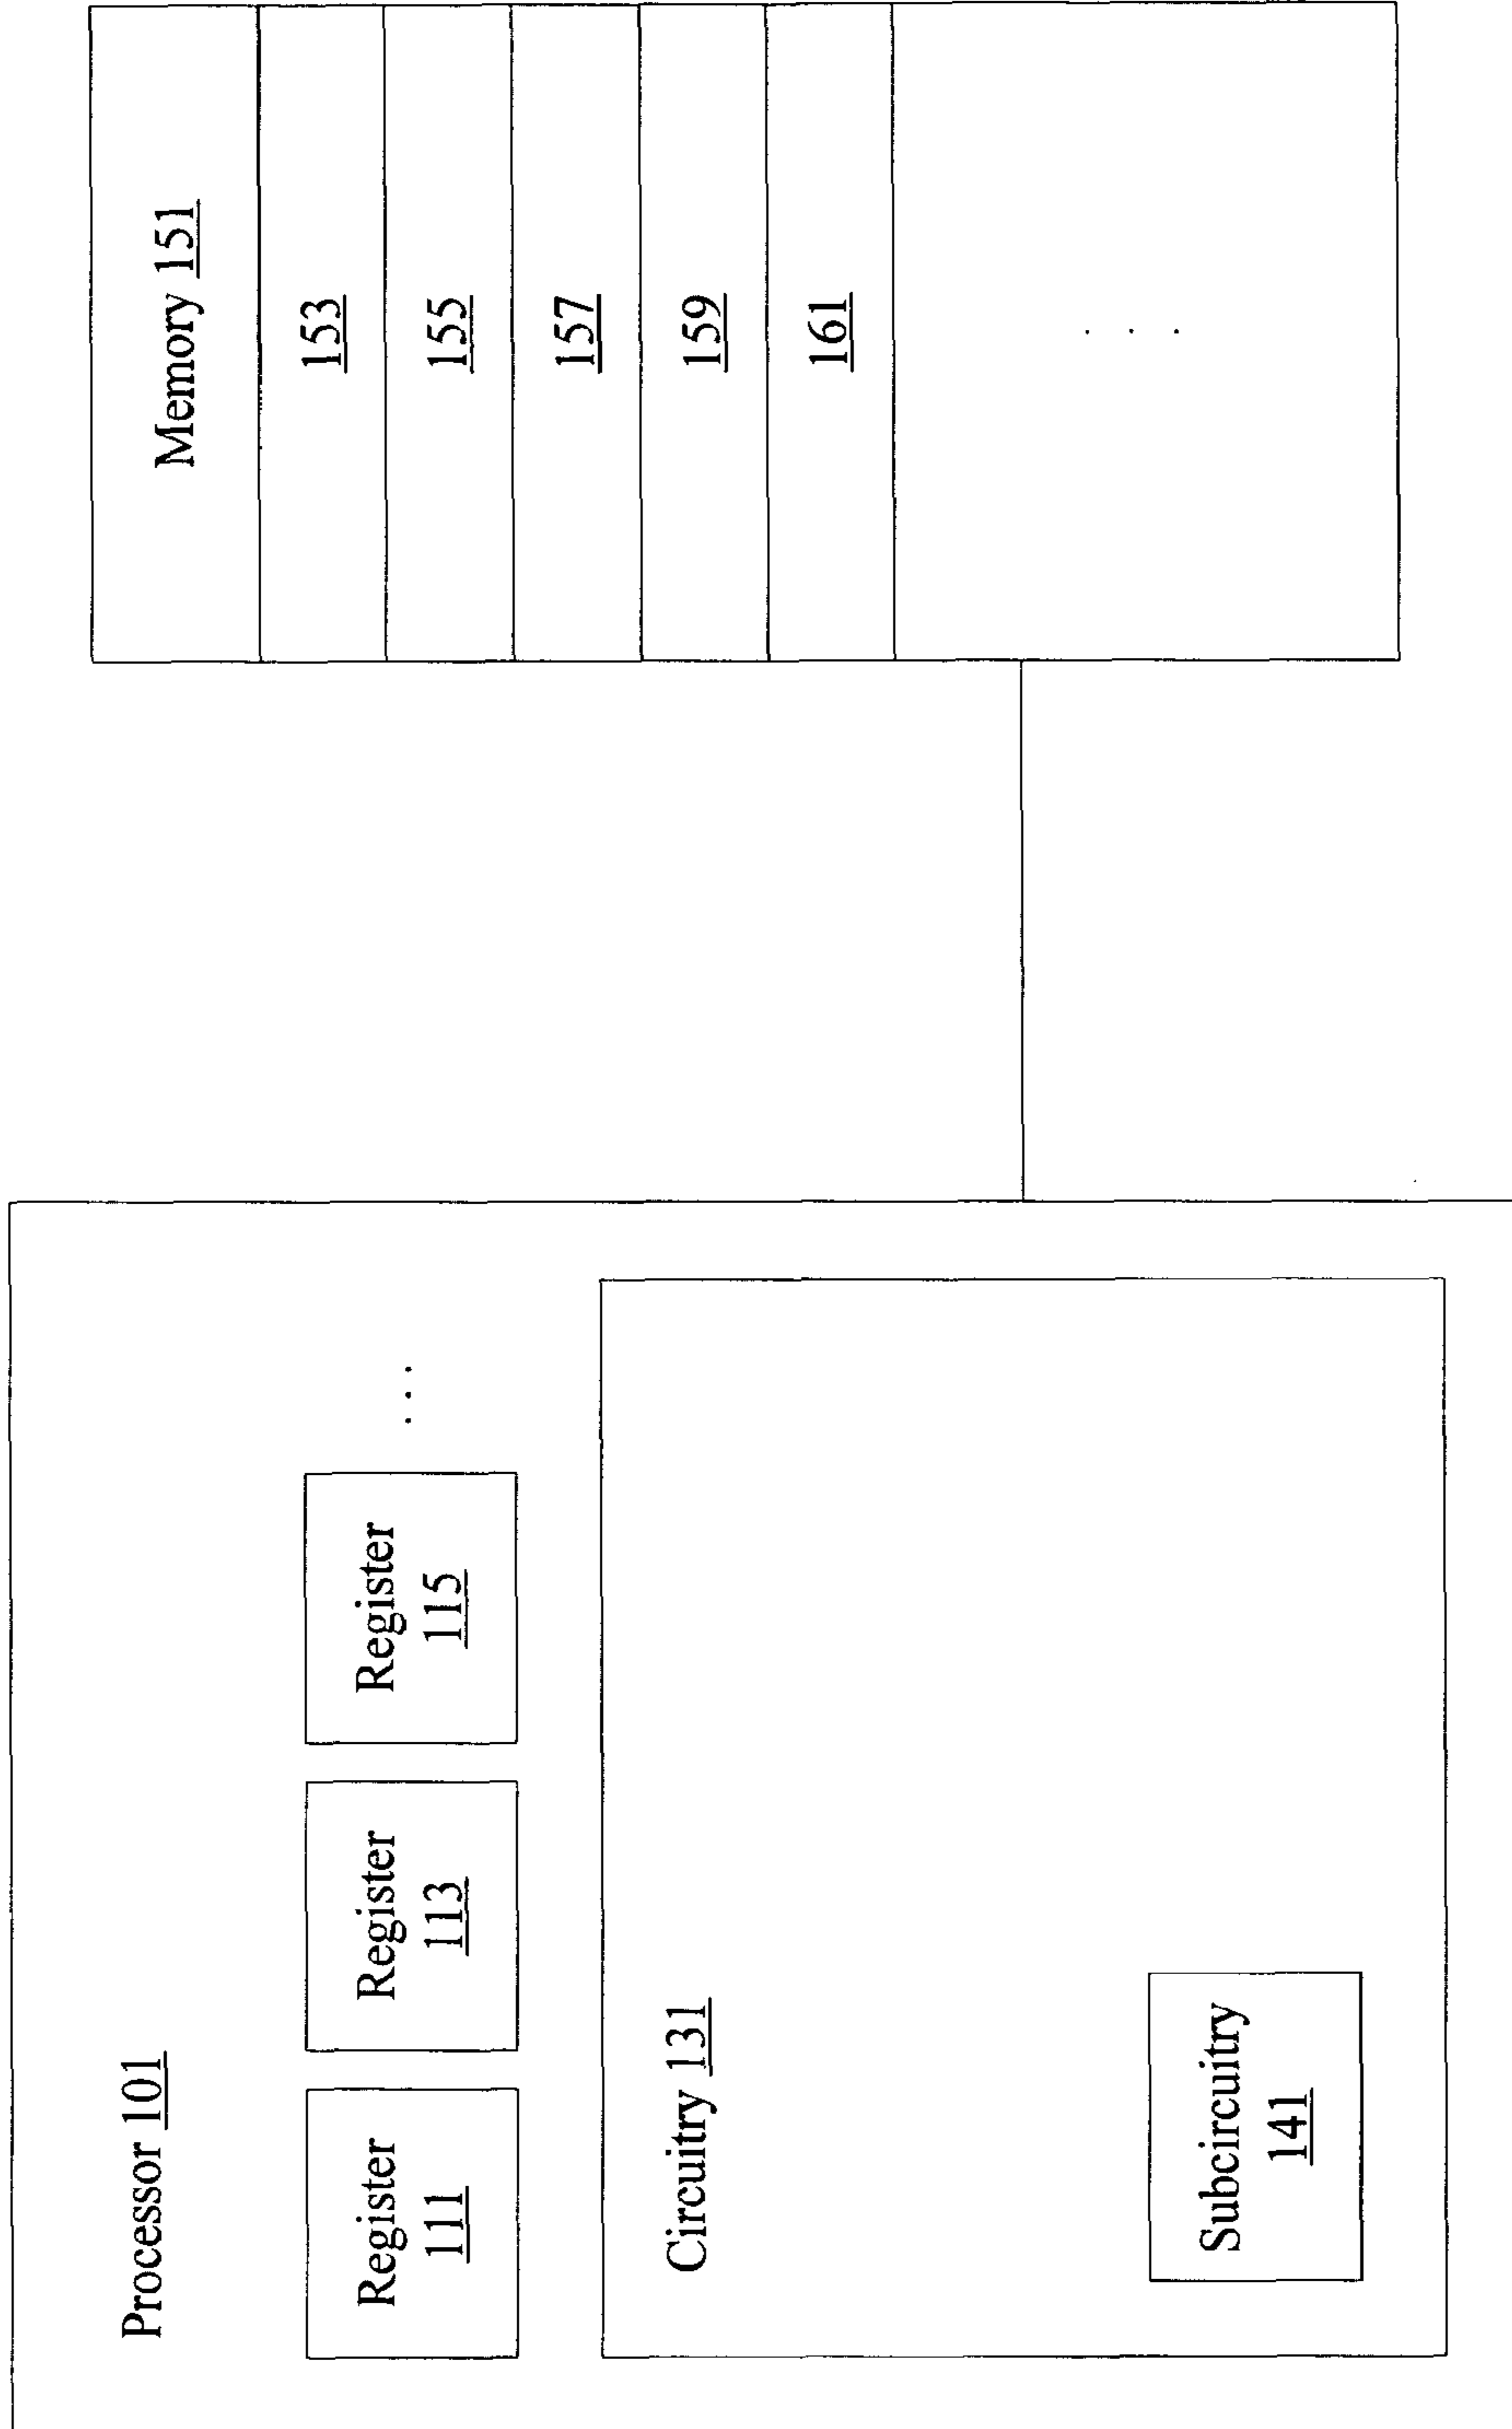 Processor 101
Register
111
Register
113
Register
115
...
Circuitry 131
Subcircuitry
141
Memory 151
153
155
157
159
161
. . .